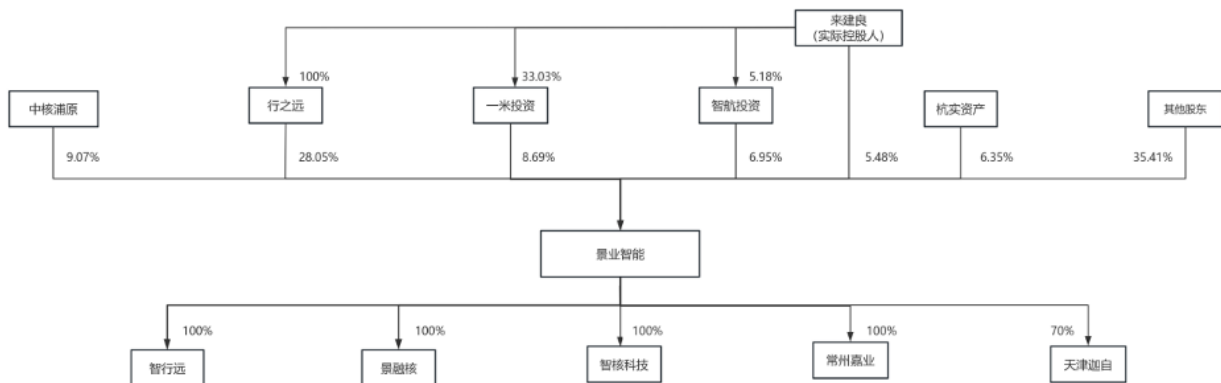 来建良
（实际控股人）
100%
33.03%
5.18%
中核浦原
行之远
一米投资
智航投资
杭实资产
其他股东
9.07%
28.05%
8.69%
6.95%
5.48%
6.35%
35.41%
景业智能
100%
100%
100%
100%
70%
智行远
景融核
智核科技
常州嘉业
天津迦自